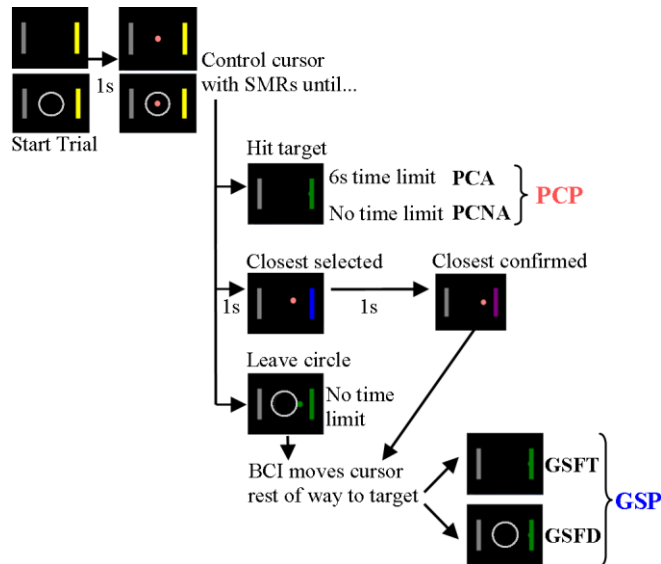 1s
Start Trial
Control cursor
with SMRs until...
Hit target
6s time limit PCA
No time limit PCNA
PCP
Closest selected
Closest confirmed
1s
1s
Leave circle
No time
limit
BCI moves cursor
rest of way to target
GSFT
GSFD
GSP